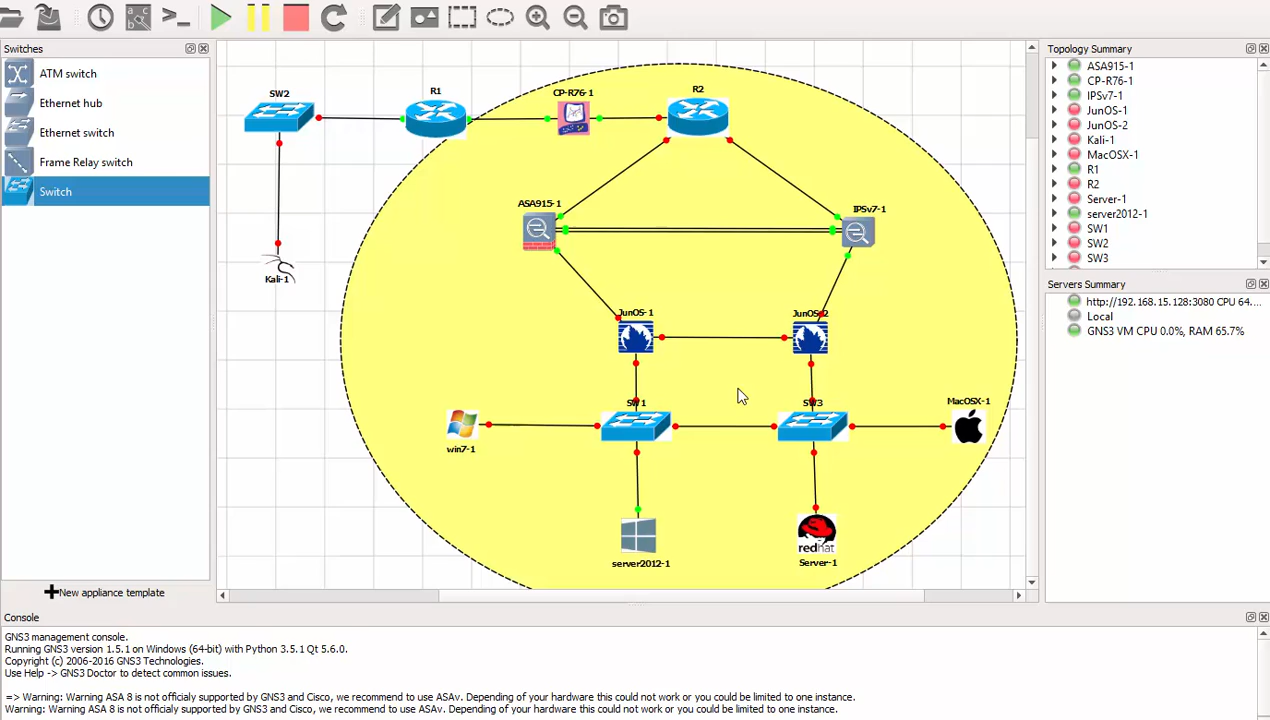 Switches
ATM switch
Ethernet hub
Ethernet switch
Frame Relay switch
Switch
New appliance template
SW2
R1
CP-R76-1
R2
ASA915-1
IPSv7-1
Kali-1
JunOS-1
JunOS-2
SW1
SW3
MacOSX-1
win7-1
server2012-1
redhat
Server-1
Topology Summary
ASA915-1
CP-R76-1
IPSv7-1
JunOS-1
JunOS-2
Kali-1
MacOSX-1
R1
R2
Server-1
server2012-1
SW1
SW2
SW3
Servers Summary
http://192.168.15.128:3080 CPU 64....
Local
GNS3 VM CPU 0.0%, RAM 65.7%
Console
GNS3 management console.
Running GNS3 version 1.5.1 on Windows (64-bit) with Python 3.5.1 Qt 5.6.0.
Copyright (c) 2006-2016 GNS3 Technologies.
Use Help -> GNS3 Doctor to detect common issues.
=> Warning: Warning ASA 8 is not officialy supported by GNS3 and Cisco, we recommend to use ASAv. Depending of your hardware this could not work or you could be limited to one instance.
Warning: Warning ASA 8 is not officialy supported by GNS3 and Cisco, we recommend to use ASAv. Depending of your hardware this could not work or you could be limited to one instance.